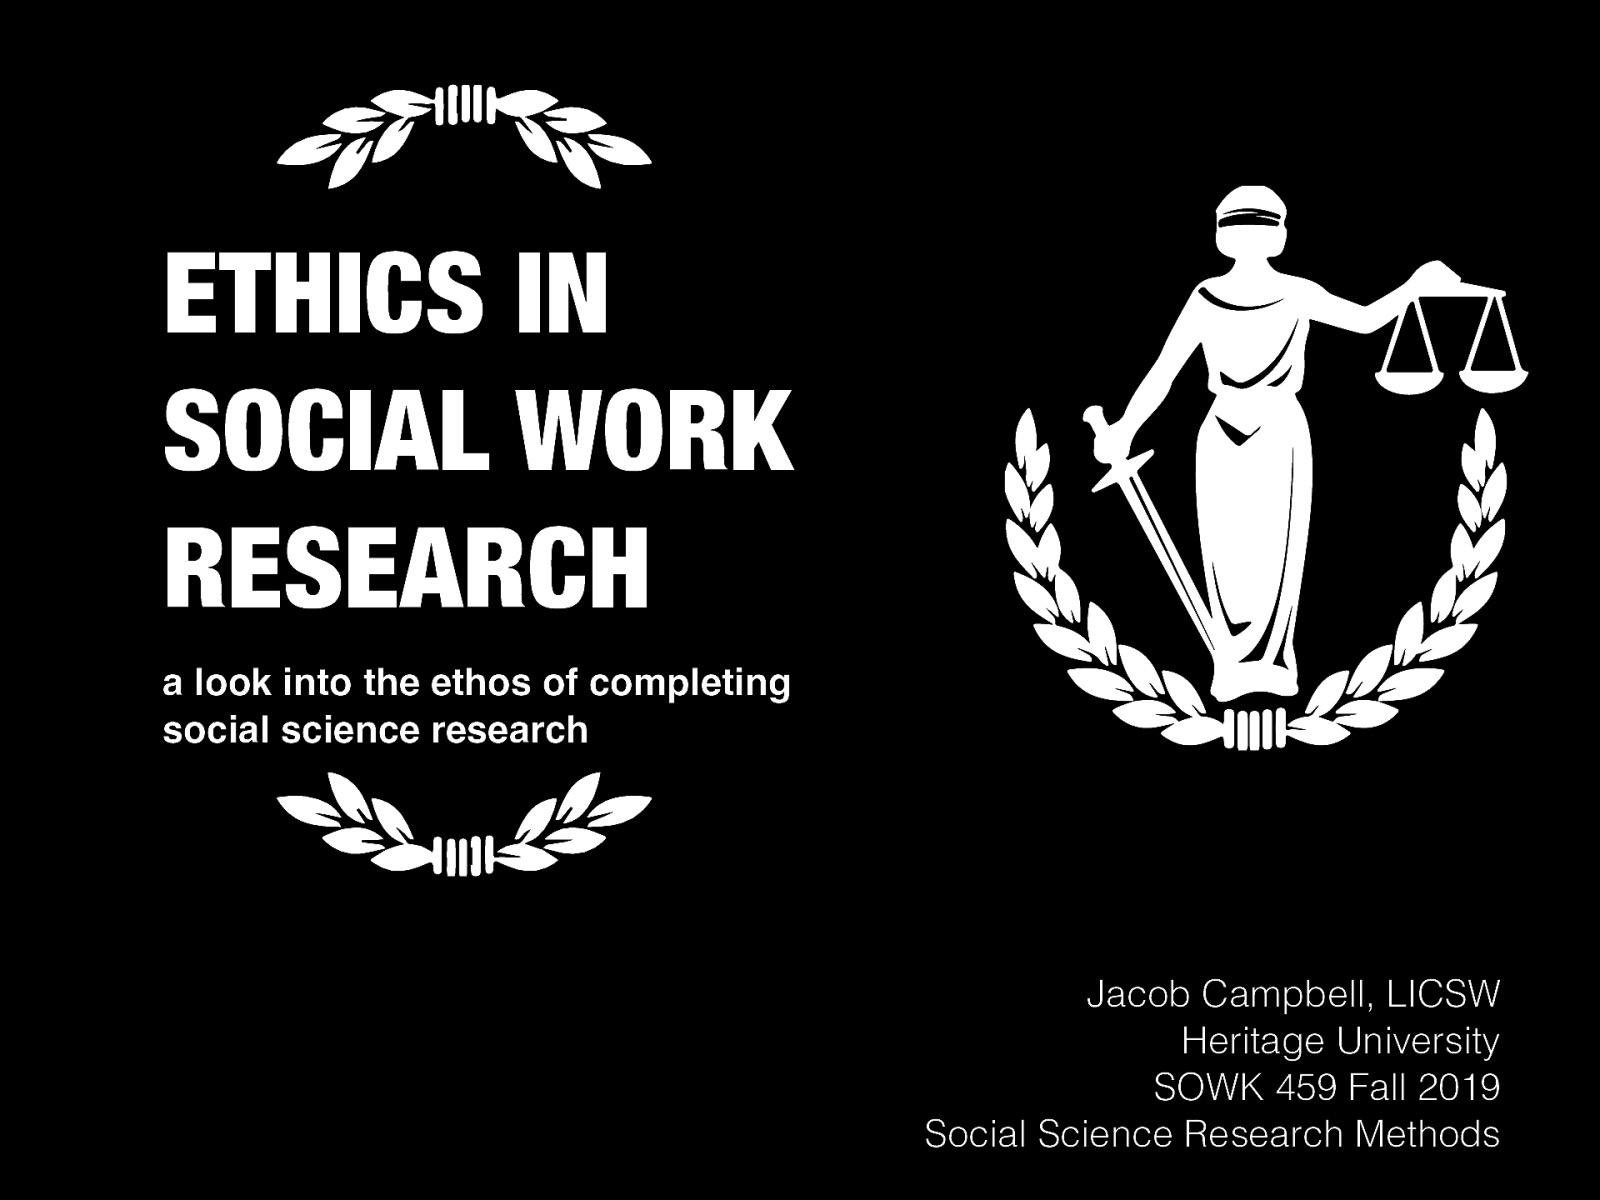 ETHICS IN
SOCIAL WORK
RESEARCH
a look into the ethos of completing
social science research
Jacob Campbell, LICSW
Heritage University
SOWK 459 Fall 2019
Social Science Research Methods